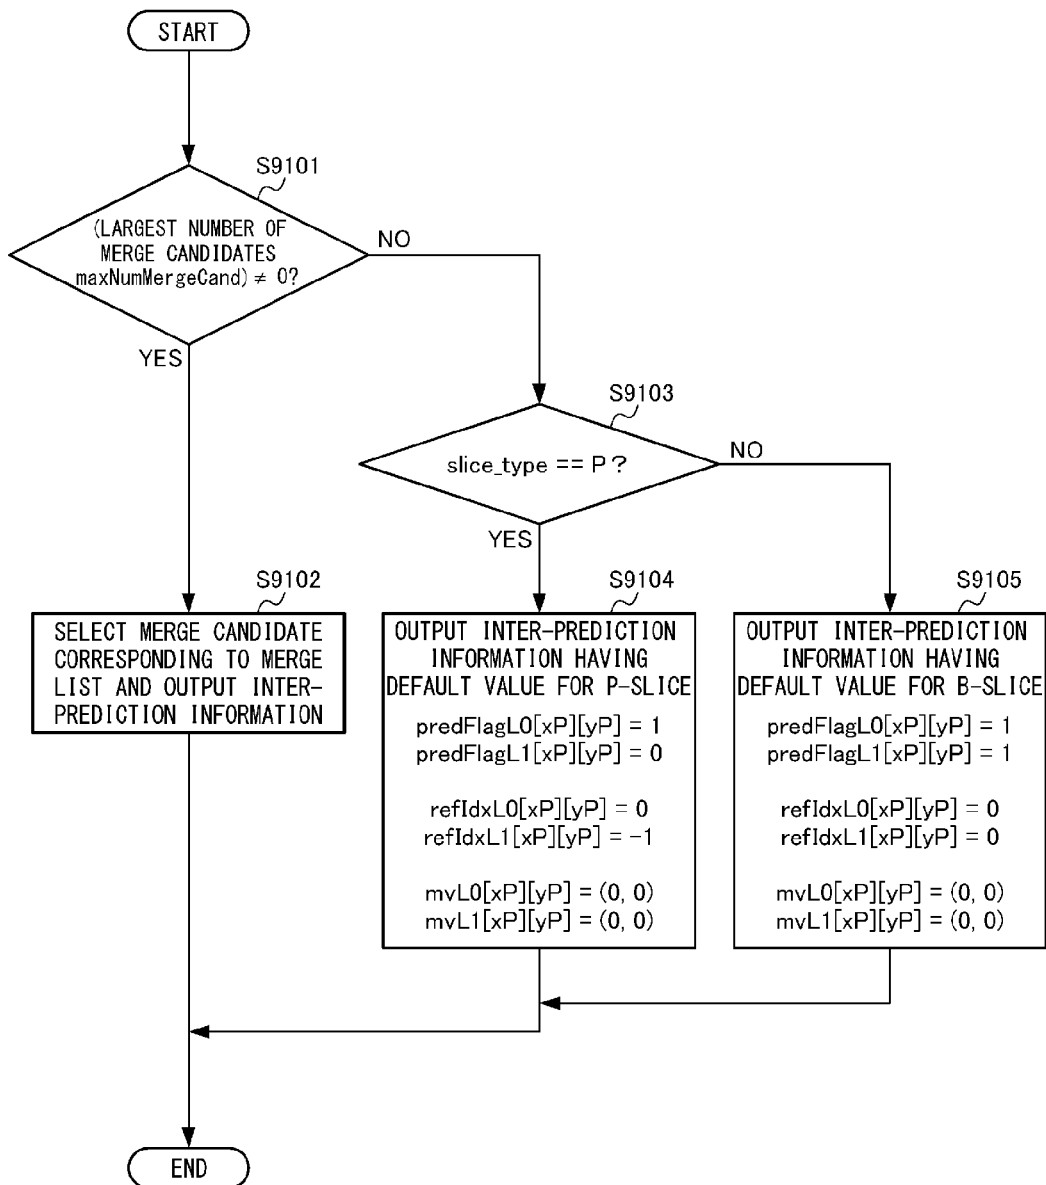 START
S9101
(LARGEST NUMBER OF
MERGE CANDIDATES
maxNumMergeCand) ≠ 0?
NO
YES
S9103
slice_type == P ?
NO
YES
S9102
SELECT MERGE CANDIDATE
CORRESPONDING TO MERGE
LIST AND OUTPUT INTER-
PREDICTION INFORMATION
S9104
OUTPUT INTER-PREDICTION
INFORMATION HAVING
DEFAULT VALUE FOR P-SLICE
predFlagL0[xP][yP] = 1
predFlagL1[xP][yP] = 0
refIdxL0[xP][yP] = 0
refIdxL1[xP][yP] = -1
mvL0[xP][yP] = (0, 0)
mvL1[xP][yP] = (0, 0)
S9105
OUTPUT INTER-PREDICTION
INFORMATION HAVING
DEFAULT VALUE FOR B-SLICE
predFlagL0[xP][yP] = 1
predFlagL1[xP][yP] = 1
refIdxL0[xP][yP] = 0
refIdxL1[xP][yP] = 0
mvL0[xP][yP] = (0, 0)
mvL1[xP][yP] = (0, 0)
END